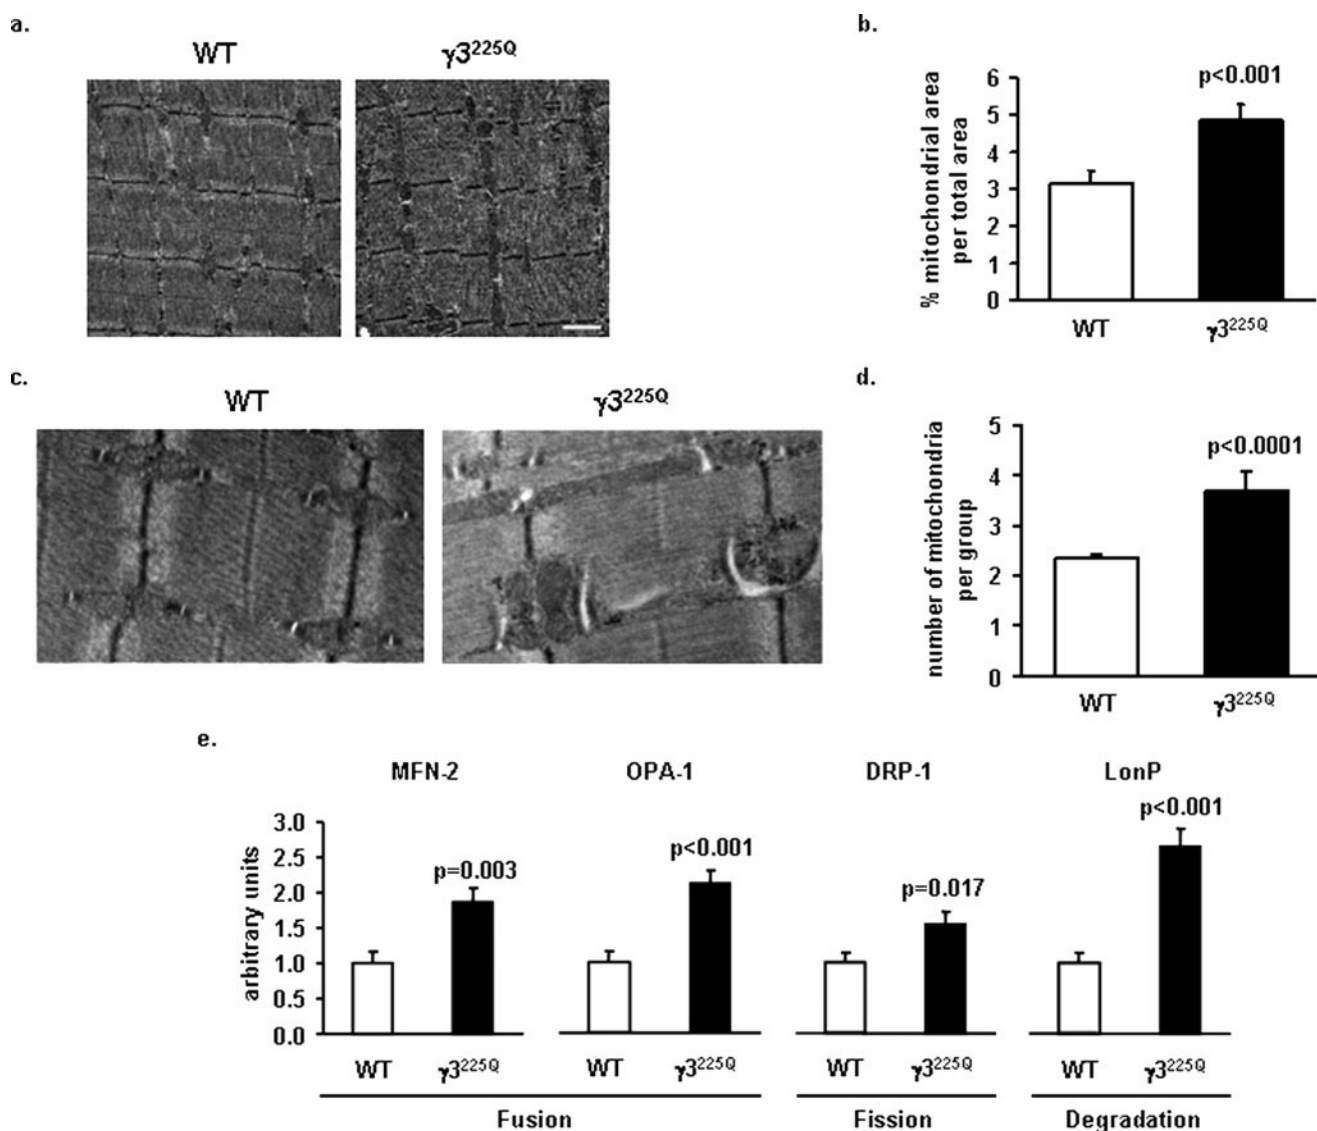 a.
WT γ3225Q
b.
% mitochondrial area
per total area
6
5
4
3
2
1
0
p<0.001
WT γ3225Q
c.
WT γ3225Q
d.
number of mitochondria
per group
5
4
3
2
1
0
p<0.0001
WT γ3225Q
e.
MFN-2 OPA-1 DRP-1 LonP
arbitrary units
3.0
2.5
2.0
1.5
1.0
0.5
0.0
p=0.003 p<0.001 p=0.017 p<0.001
WT γ3225Q WT γ3225Q WT γ3225Q WT γ3225Q
Fusion Fission Degradation